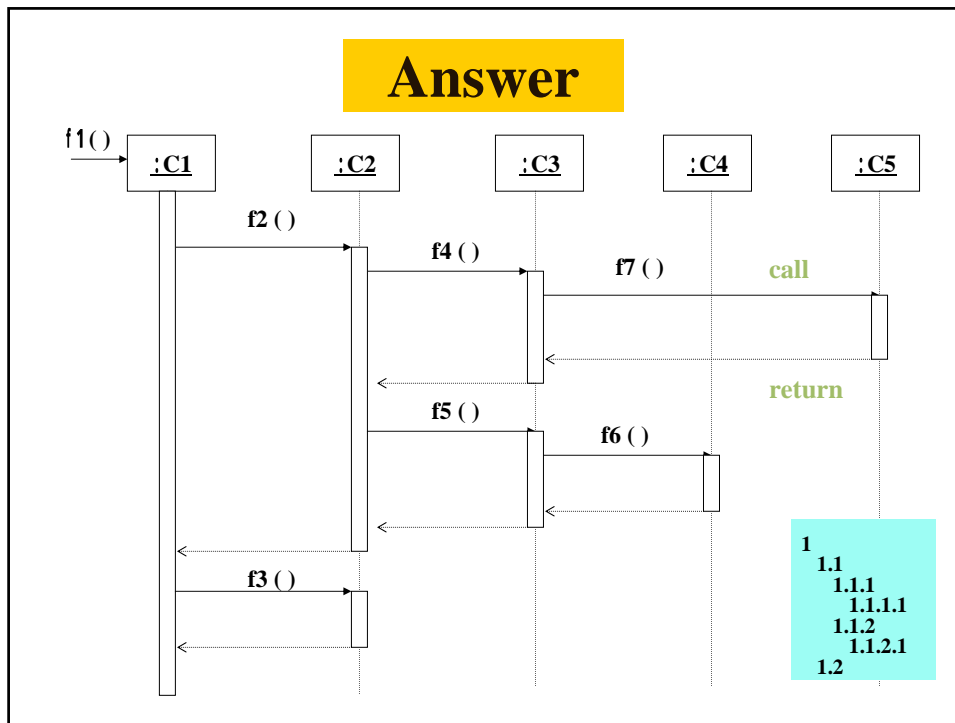 Answer
f1( )
:C1 :C2 :C3 :C4 :C5
f2 ( )
f4 ( )
f7 ( )
call
return
f5 ( )
f6 ( )
f3 ( )
1
1.1
1.1.1
1.1.1.1
1.1.2
1.1.2.1
1.2